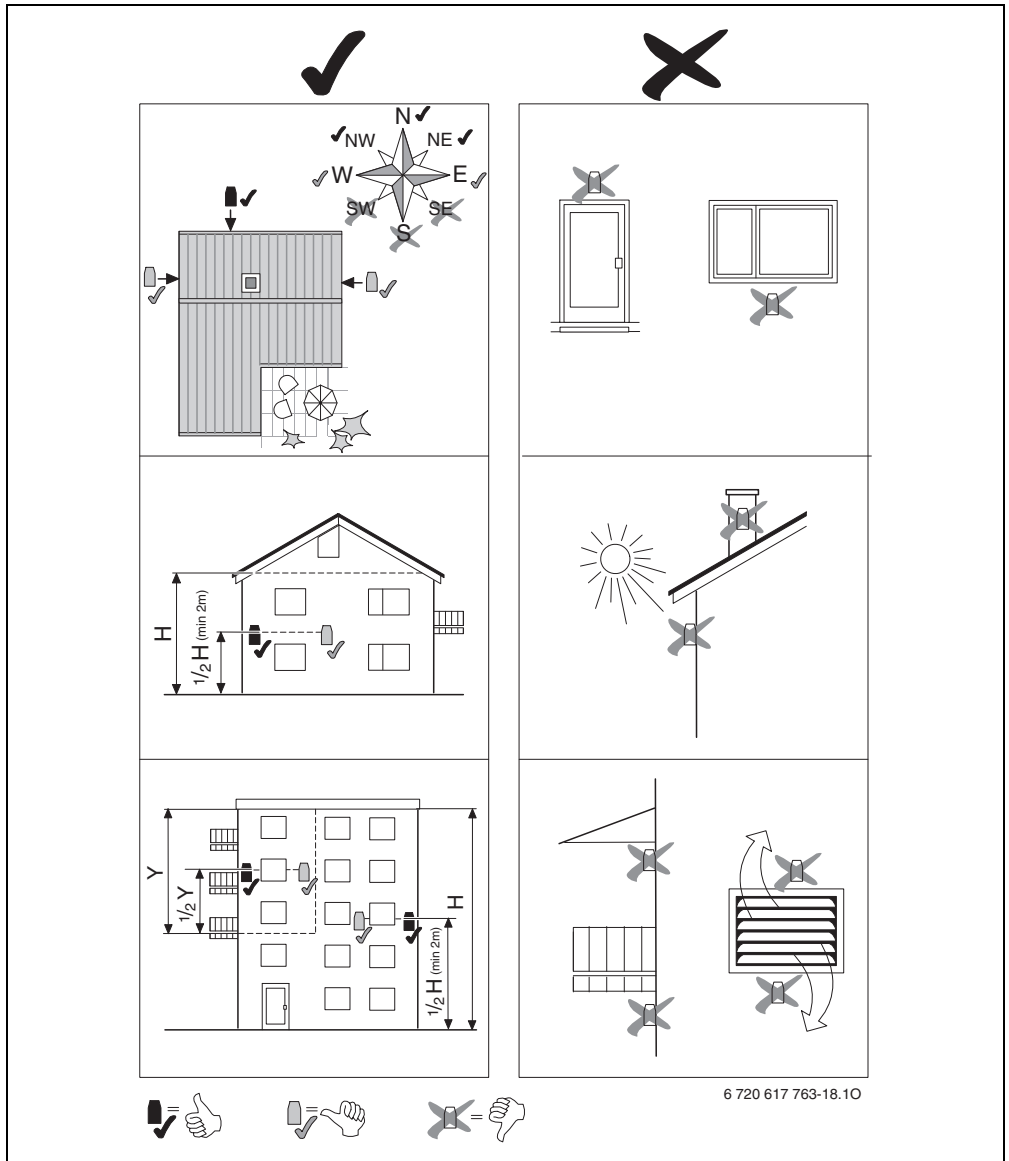 N
NW NE
W E
SW SE
S
H
1/2 H (min 2m)
Y
1/2 Y
H
1/2 H (min 2m)
6 720 617 763-18.1O
= = =